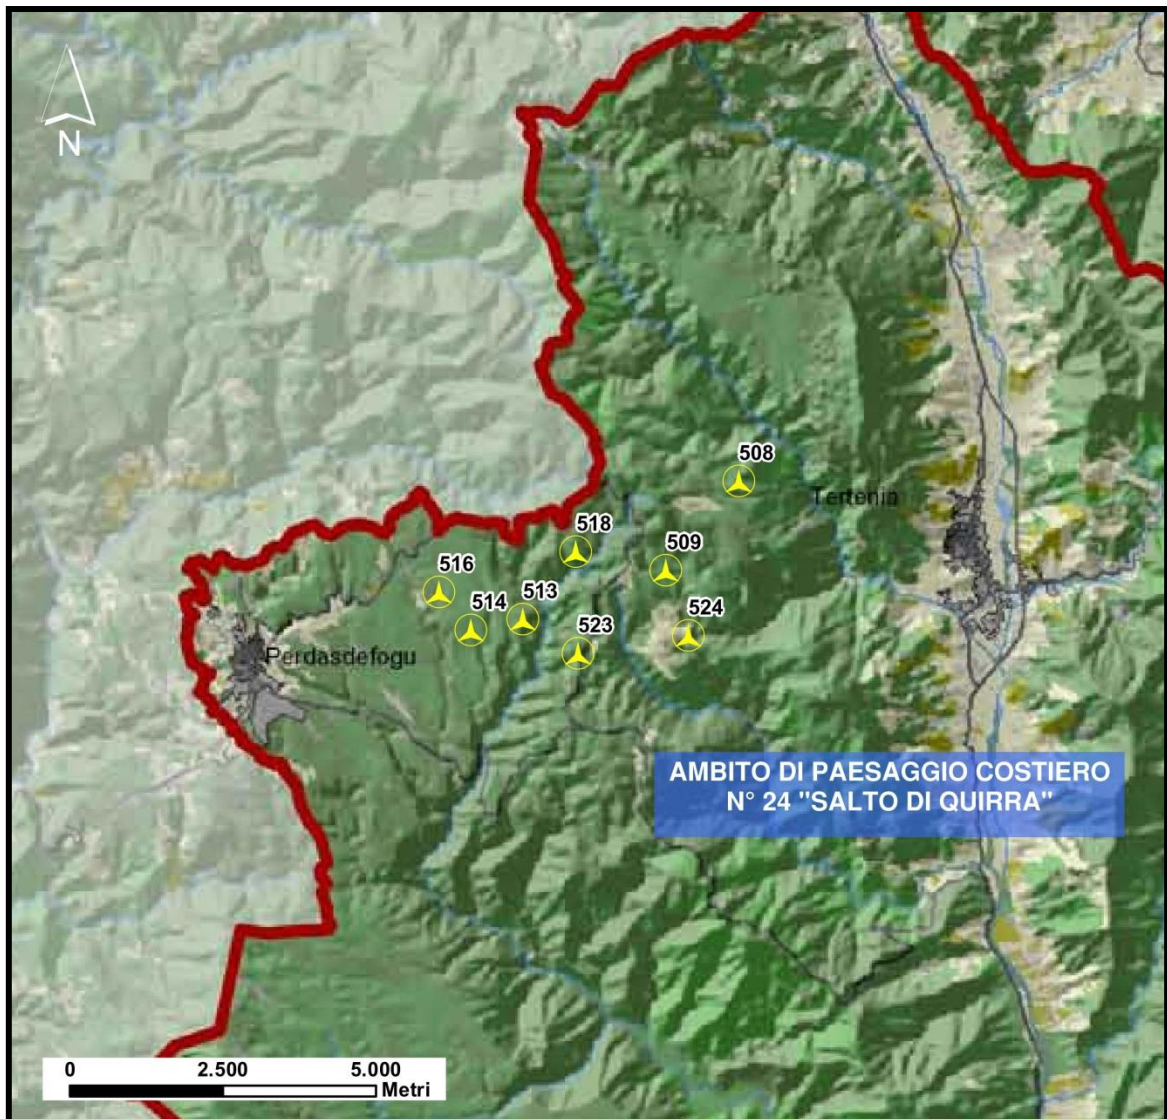 N
508
Tertenia
518
509
516
514
513
524
523
Perdasdefogu
AMBITO DI PAESAGGIO COSTIERO
N° 24 "SALTO DI QUIRRA"
0 2.500 5.000
Metri